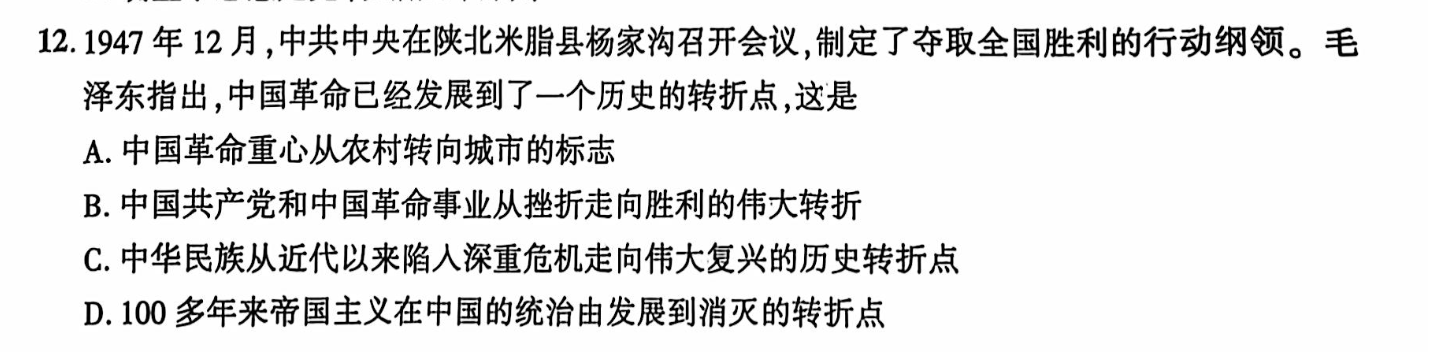 12. 1947 年 12 月,中共中央在陕北米脂县杨家沟召开会议,制定了夺取全国胜利的行动纲领。毛
泽东指出,中国革命已经发展到了一个历史的转折点,这是
A. 中国革命重心从农村转向城市的标志
B. 中国共产党和中国革命事业从挫折走向胜利的伟大转折
C. 中华民族从近代以来陷入深重危机走向伟大复兴的历史转折点
D. 100 多年来帝国主义在中国的统治由发展到消灭的转折点